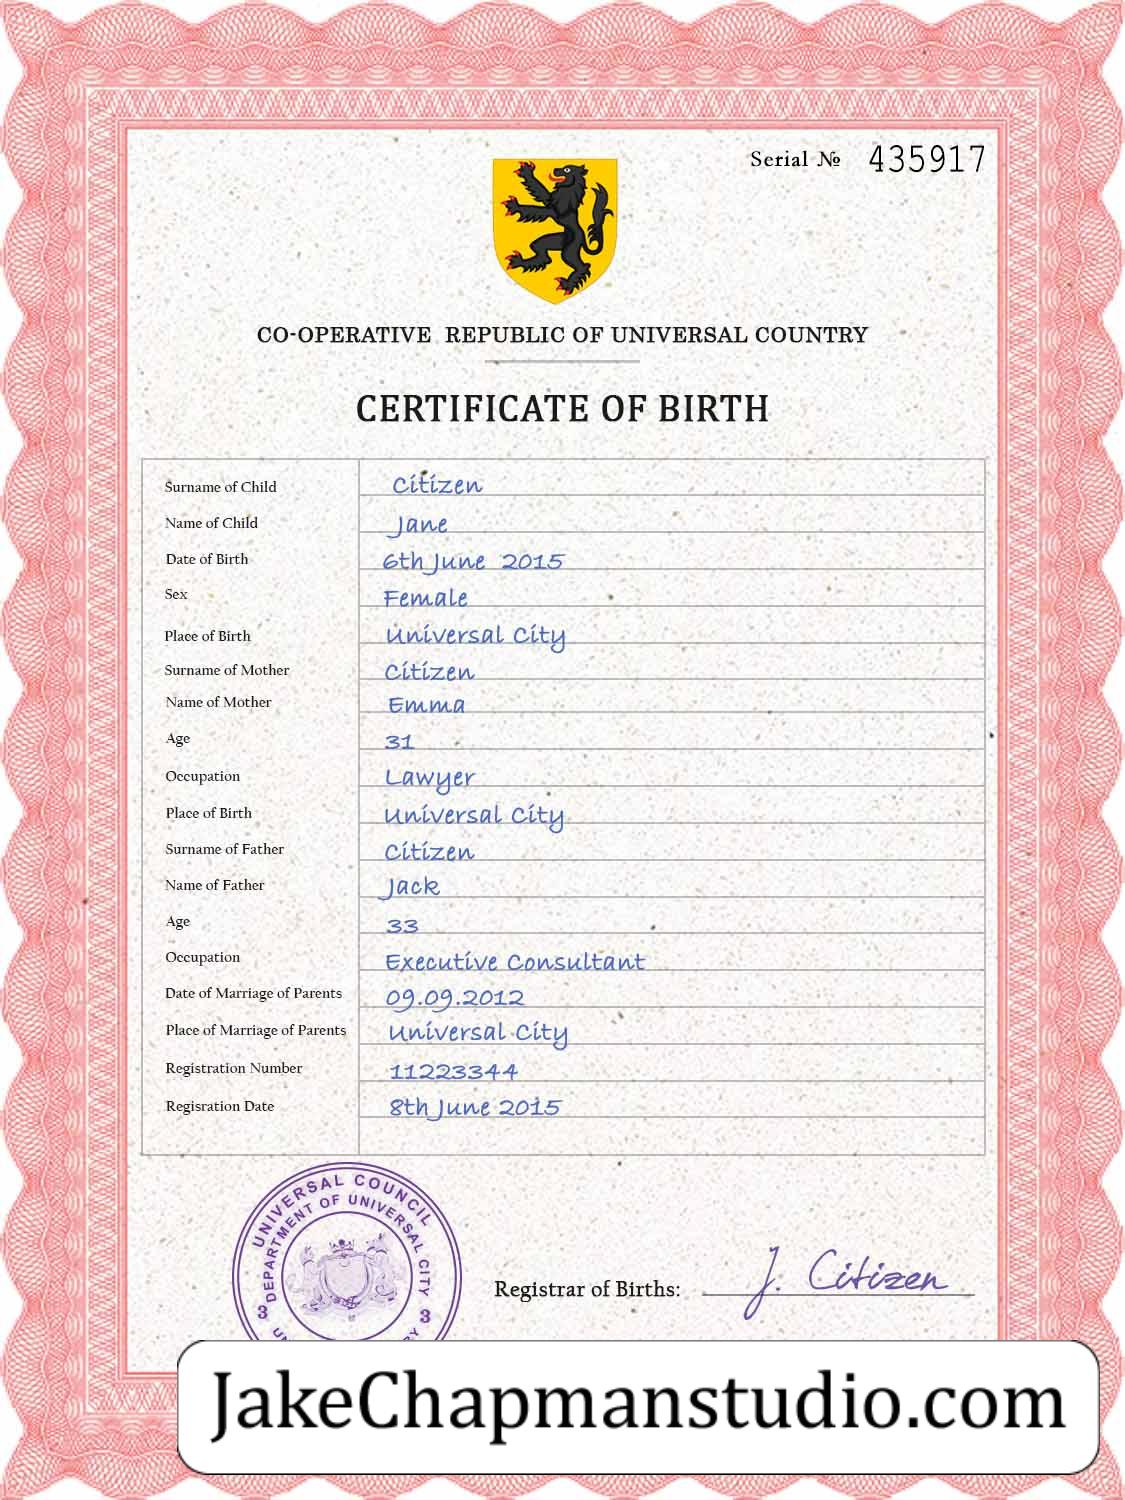 Serial № 435917
CO-OPERATIVE REPUBLIC OF UNIVERSAL COUNTRY
CERTIFICATE OF BIRTH
Surname of Child Citizen
Name of Child Jane
Date of Birth 6th June 2015
Sex Female
Place of Birth Universal City
Surname of Mother Citizen
Name of Mother Emma
Age 31
Occupation Lawyer
Place of Birth Universal City
Surname of Father Citizen
Name of Father Jack
Age 33
Occupation Executive Consultant
Date of Marriage of Parents 09.09.2012
Place of Marriage of Parents Universal City
Registration Number 11223344
Regisration Date 8th June 2015
UNIVERSAL COUNCIL
DEPARTMENT OF UNIVERSAL CITY
3 3
Registrar of Births: J. Citizen
JakeChapmanstudio.com